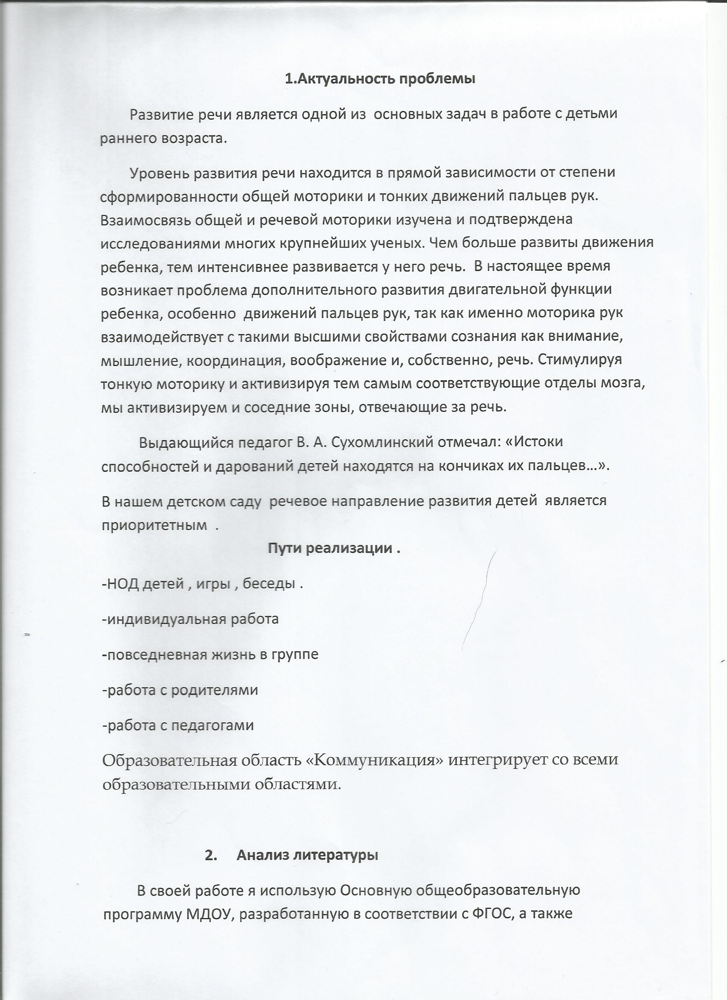 1.Актуальность проблемы
Развитие речи является одной из  основных задач в работе с детьми
раннего возраста.
Уровень развития речи находится в прямой зависимости от степени
сформированности общей моторики и тонких движений пальцев рук.
Взаимосвязь общей и речевой моторики изучена и подтверждена
исследованиями многих крупнейших ученых. Чем больше развиты движения
ребенка, тем интенсивнее развивается у него речь.  В настоящее время
возникает проблема дополнительного развития двигательной функции
ребенка, особенно  движений пальцев рук, так как именно моторика рук
взаимодействует с такими высшими свойствами сознания как внимание,
мышление, координация, воображение и, собственно, речь. Стимулируя
тонкую моторику и активизируя тем самым соответствующие отделы мозга,
мы активизируем и соседние зоны, отвечающие за речь.
Выдающийся педагог В. А. Сухомлинский отмечал: «Истоки
способностей и дарований детей находятся на кончиках их пальцев...».
В нашем детском саду  речевое направление развития детей  является
приоритетным  .
Пути реализации .
-НОД детей , игры , беседы .
-индивидуальная работа
-повседневная жизнь в группе
-работа с родителями
-работа с педагогами
Образовательная область «Коммуникация» интегрирует со всеми
образовательными областями.
2. Анализ литературы
В своей работе я использую Основную общеобразовательную
программу МДОУ, разработанную в соответствии с ФГОС, а также